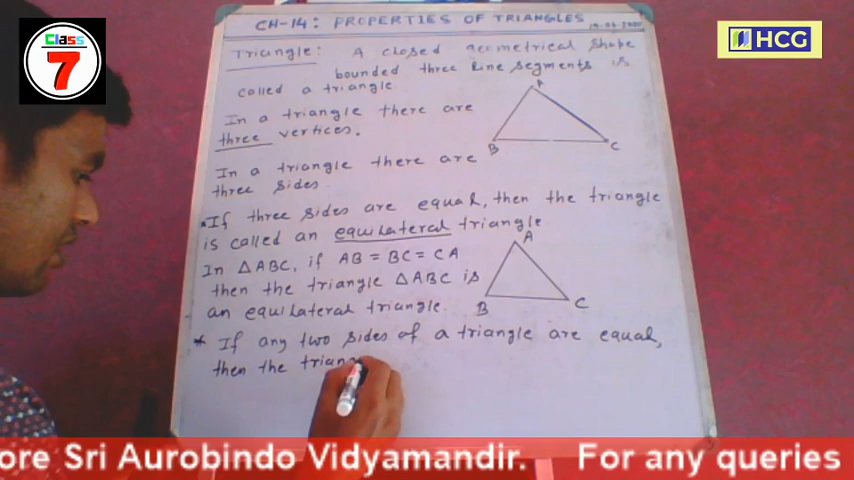 Class
7
HCG
CH-14: PROPERTIES OF TRIANGLES
Triangle: A closed geometrical shape
bounded three line segments is
called a triangle.
In a triangle there are
three vertices.
A
B
C
In a triangle there are
three sides.
*If three sides are equal, then the triangle
is called an equilateral triangle.
In △ABC, if AB = BC = CA
then the triangle △ABC is
an equilateral triangle.
A
B
C
* If any two sides of a triangle are equal,
then the triang
ore Sri Aurobindo Vidyamandir. For any queries